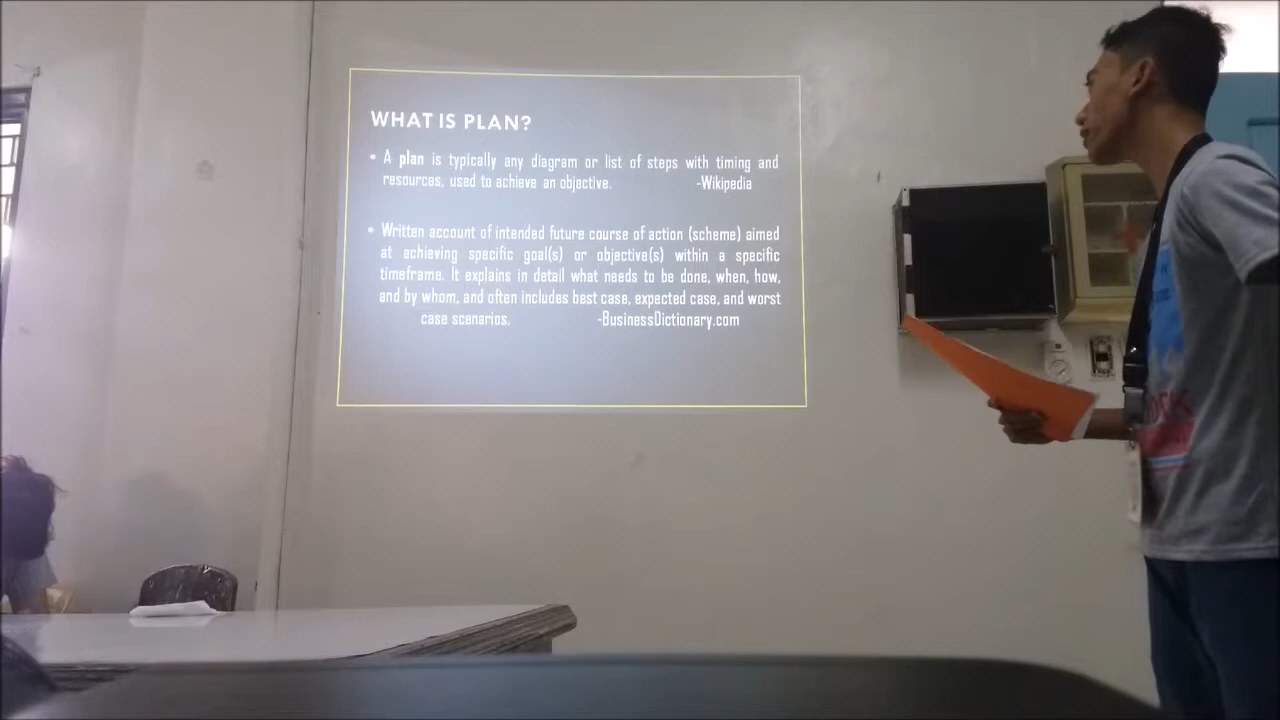 WHAT IS PLAN?
• A plan is typically any diagram or list of steps with timing and
resources, used to achieve an objective. -Wikipedia
• Written account of intended future course of action (scheme) aimed
at achieving specific goal(s) or objective(s) within a specific
timeframe. It explains in detail what needs to be done, when, how,
and by whom, and often includes best case, expected case, and worst
case scenarios. -BusinessDictionary.com